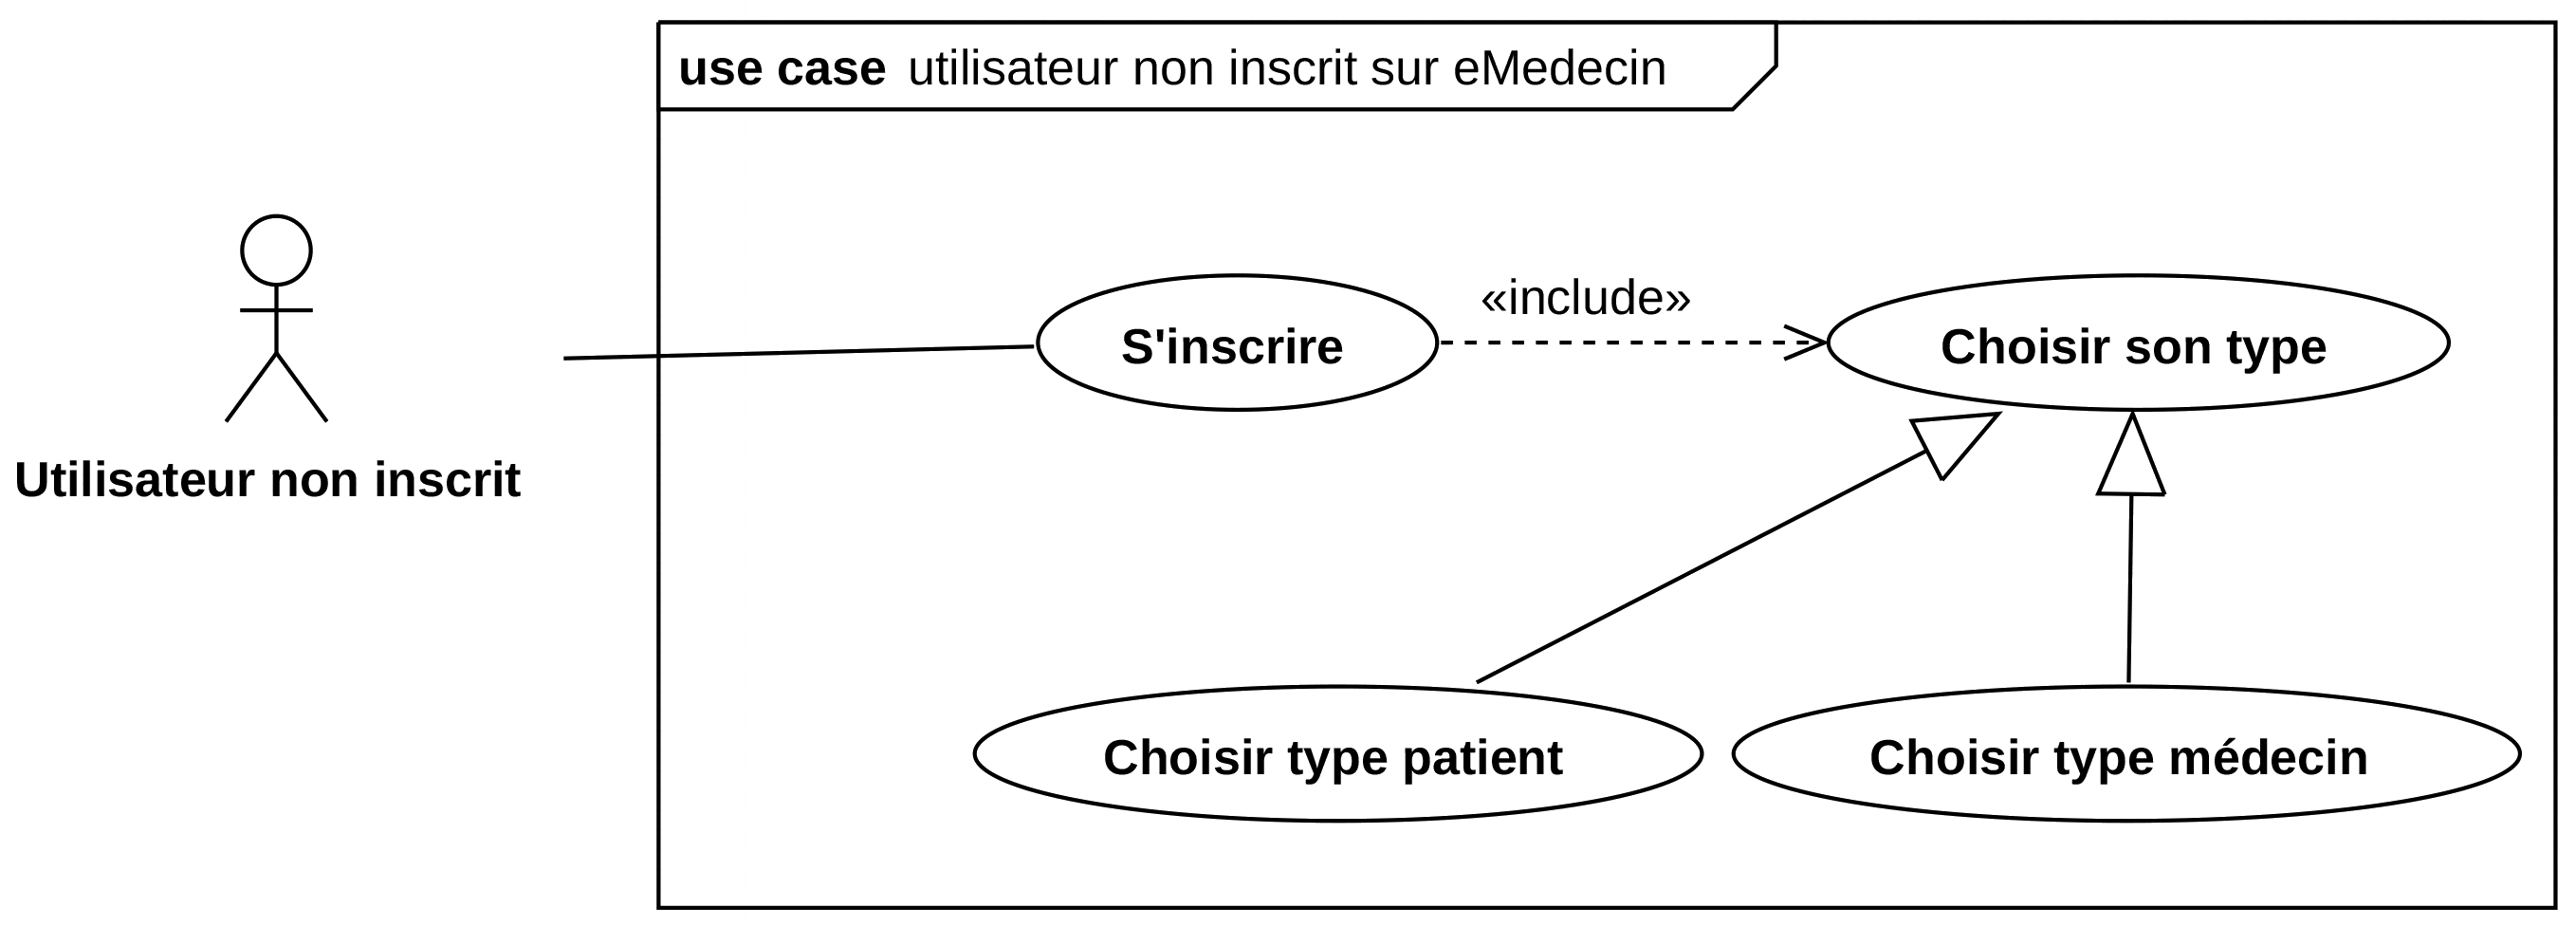 use case utilisateur non inscrit sur eMedecin
«include»
S'inscrire
Choisir son type
Utilisateur non inscrit
Choisir type patient
Choisir type médecin